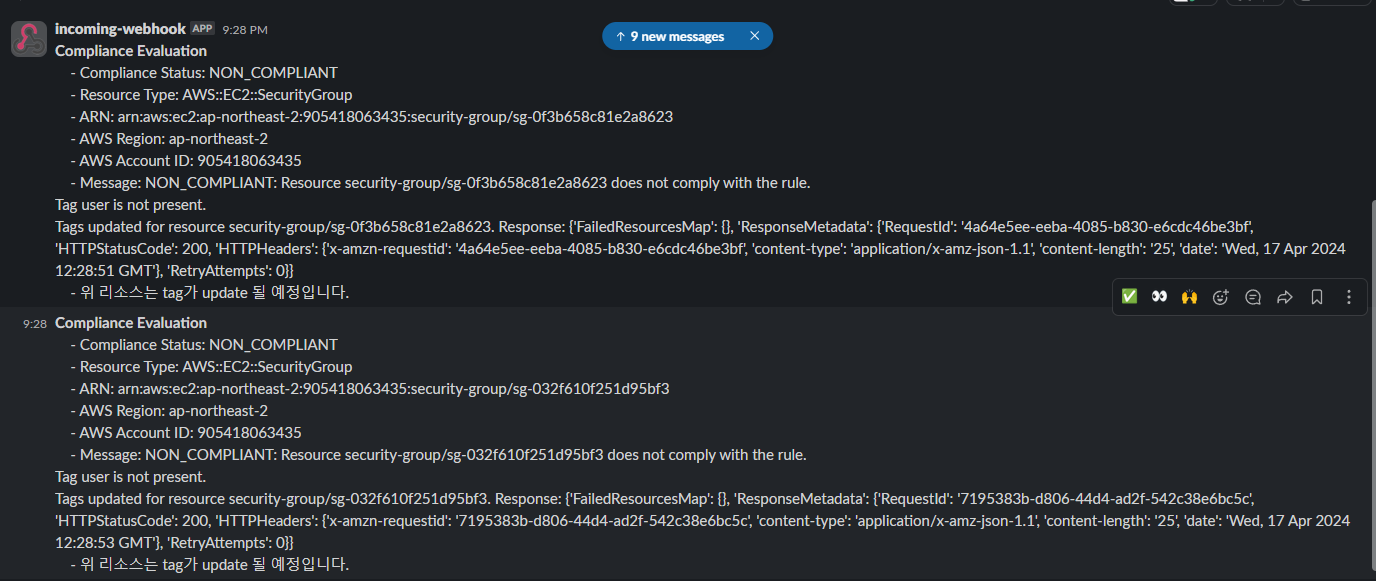 incoming-webhook APP 9:28 PM
↑ 9 new messages
Compliance Evaluation
- Compliance Status: NON_COMPLIANT
- Resource Type: AWS::EC2::SecurityGroup
- ARN: arn:aws:ec2:ap-northeast-2:905418063435:security-group/sg-0f3b658c81e2a8623
- AWS Region: ap-northeast-2
- AWS Account ID: 905418063435
- Message: NON_COMPLIANT: Resource security-group/sg-0f3b658c81e2a8623 does not comply with the rule.
Tag user is not present.
Tags updated for resource security-group/sg-0f3b658c81e2a8623. Response: {'FailedResourcesMap': {}, 'ResponseMetadata': {'RequestId': '4a64e5ee-eeba-4085-b830-e6cdc46be3bf',
'HTTPStatusCode': 200, 'HTTPHeaders': {'x-amzn-requestid': '4a64e5ee-eeba-4085-b830-e6cdc46be3bf', 'content-type': 'application/x-amz-json-1.1', 'content-length': '25', 'date': 'Wed, 17 Apr 2024
12:28:51 GMT'}, 'RetryAttempts': 0}}
- 위 리소스는 tag가 update 될 예정입니다.
9:28 Compliance Evaluation
- Compliance Status: NON_COMPLIANT
- Resource Type: AWS::EC2::SecurityGroup
- ARN: arn:aws:ec2:ap-northeast-2:905418063435:security-group/sg-032f610f251d95bf3
- AWS Region: ap-northeast-2
- AWS Account ID: 905418063435
- Message: NON_COMPLIANT: Resource security-group/sg-032f610f251d95bf3 does not comply with the rule.
Tag user is not present.
Tags updated for resource security-group/sg-032f610f251d95bf3. Response: {'FailedResourcesMap': {}, 'ResponseMetadata': {'RequestId': '7195383b-d806-44d4-ad2f-542c38e6bc5c',
'HTTPStatusCode': 200, 'HTTPHeaders': {'x-amzn-requestid': '7195383b-d806-44d4-ad2f-542c38e6bc5c', 'content-type': 'application/x-amz-json-1.1', 'content-length': '25', 'date': 'Wed, 17 Apr 2024
12:28:53 GMT'}, 'RetryAttempts': 0}}
- 위 리소스는 tag가 update 될 예정입니다.